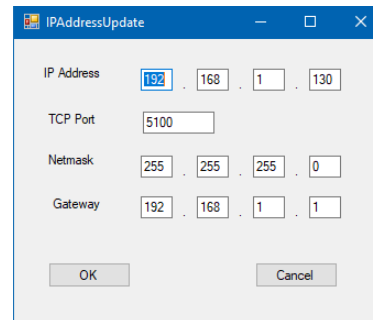 IPAddressUpdate
IP Address 192 . 168 . 1 . 130
TCP Port 5100
Netmask 255 . 255 . 255 . 0
Gateway 192 . 168 . 1 . 1
OK Cancel